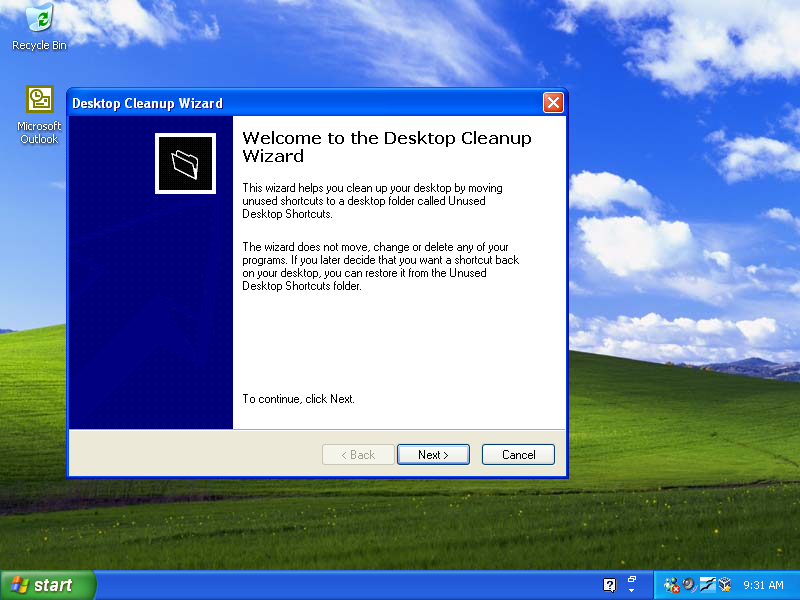 Recycle Bin
Microsoft
Outlook
Desktop Cleanup Wizard
Welcome to the Desktop Cleanup
Wizard
This wizard helps you clean up your desktop by moving
unused shortcuts to a desktop folder called Unused
Desktop Shortcuts.
The wizard does not move, change or delete any of your
programs. If you later decide that you want a shortcut back
on your desktop, you can restore it from the Unused
Desktop Shortcuts folder.
To continue, click Next.
< Back
Next >
Cancel
start
9:31 AM